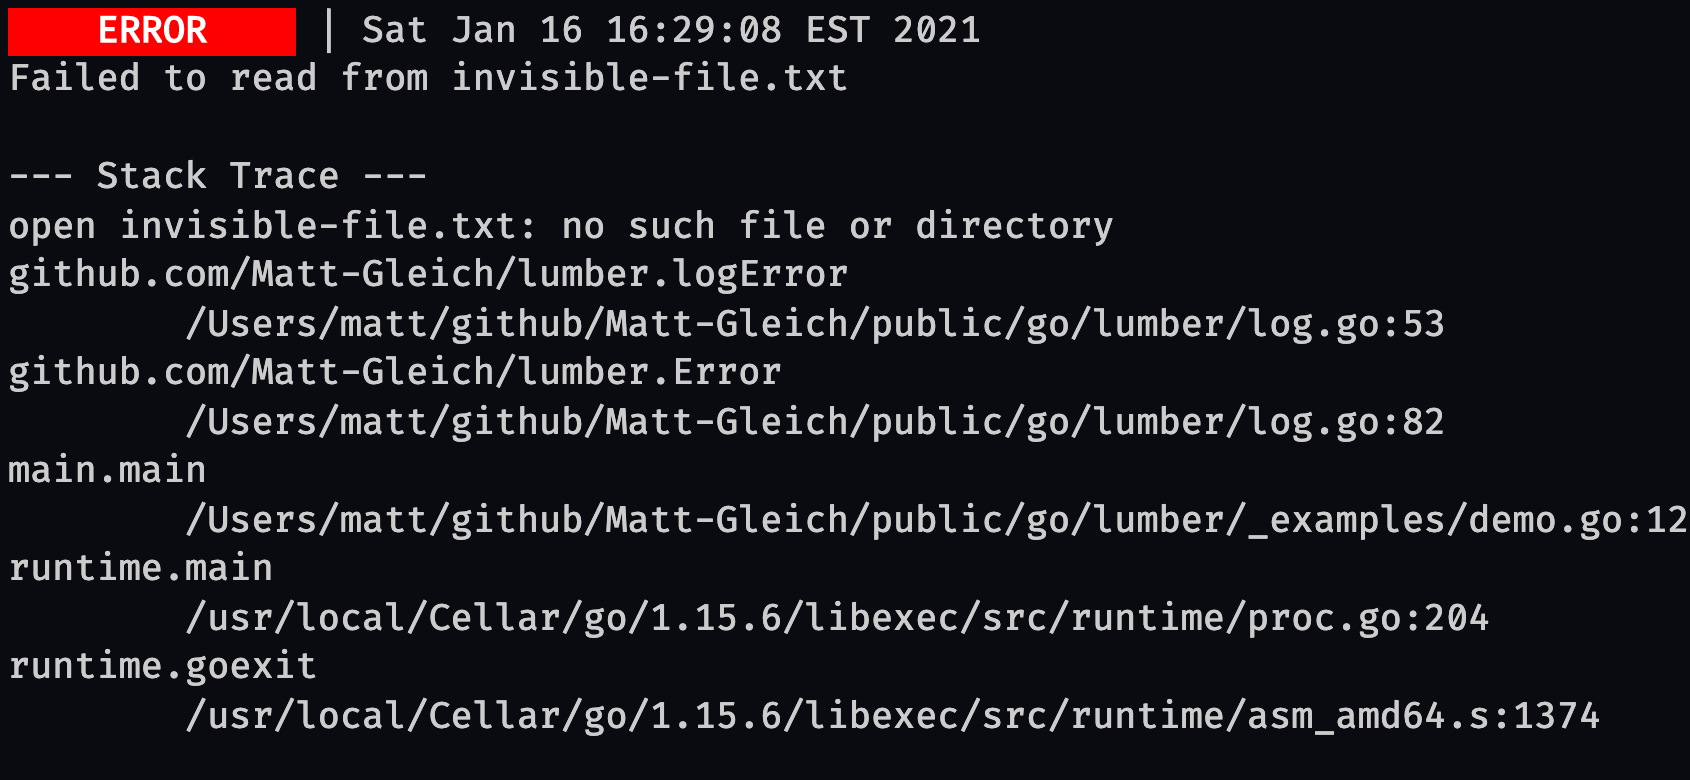 ERROR | Sat Jan 16 16:29:08 EST 2021
Failed to read from invisible-file.txt
--- Stack Trace ---
open invisible-file.txt: no such file or directory
github.com/Matt-Gleich/lumber.logError
/Users/matt/github/Matt-Gleich/public/go/lumber/log.go:53
github.com/Matt-Gleich/lumber.Error
/Users/matt/github/Matt-Gleich/public/go/lumber/log.go:82
main.main
/Users/matt/github/Matt-Gleich/public/go/lumber/_examples/demo.go:12
runtime.main
/usr/local/Cellar/go/1.15.6/libexec/src/runtime/proc.go:204
runtime.goexit
/usr/local/Cellar/go/1.15.6/libexec/src/runtime/asm_amd64.s:1374